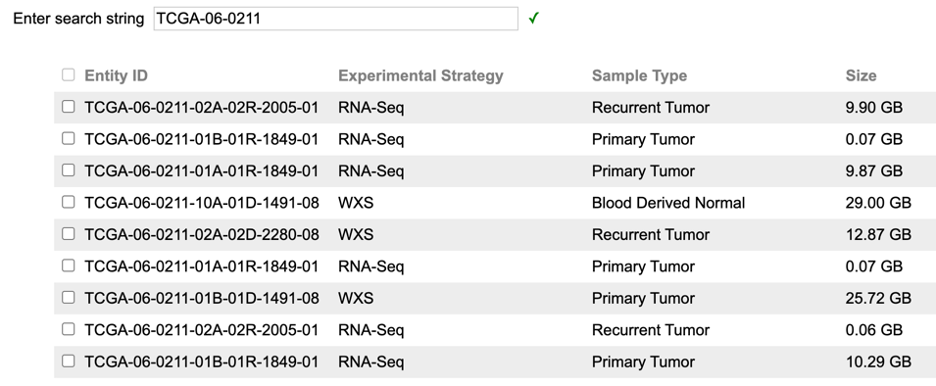 Enter search string TCGA-06-0211 ✓
Entity ID Experimental Strategy Sample Type Size
TCGA-06-0211-02A-02R-2005-01 RNA-Seq Recurrent Tumor 9.90 GB
TCGA-06-0211-01B-01R-1849-01 RNA-Seq Primary Tumor 0.07 GB
TCGA-06-0211-01A-01R-1849-01 RNA-Seq Primary Tumor 9.87 GB
TCGA-06-0211-10A-01D-1491-08 WXS Blood Derived Normal 29.00 GB
TCGA-06-0211-02A-02D-2280-08 WXS Recurrent Tumor 12.87 GB
TCGA-06-0211-01A-01R-1849-01 RNA-Seq Primary Tumor 0.07 GB
TCGA-06-0211-01B-01D-1491-08 WXS Primary Tumor 25.72 GB
TCGA-06-0211-02A-02R-2005-01 RNA-Seq Recurrent Tumor 0.06 GB
TCGA-06-0211-01B-01R-1849-01 RNA-Seq Primary Tumor 10.29 GB